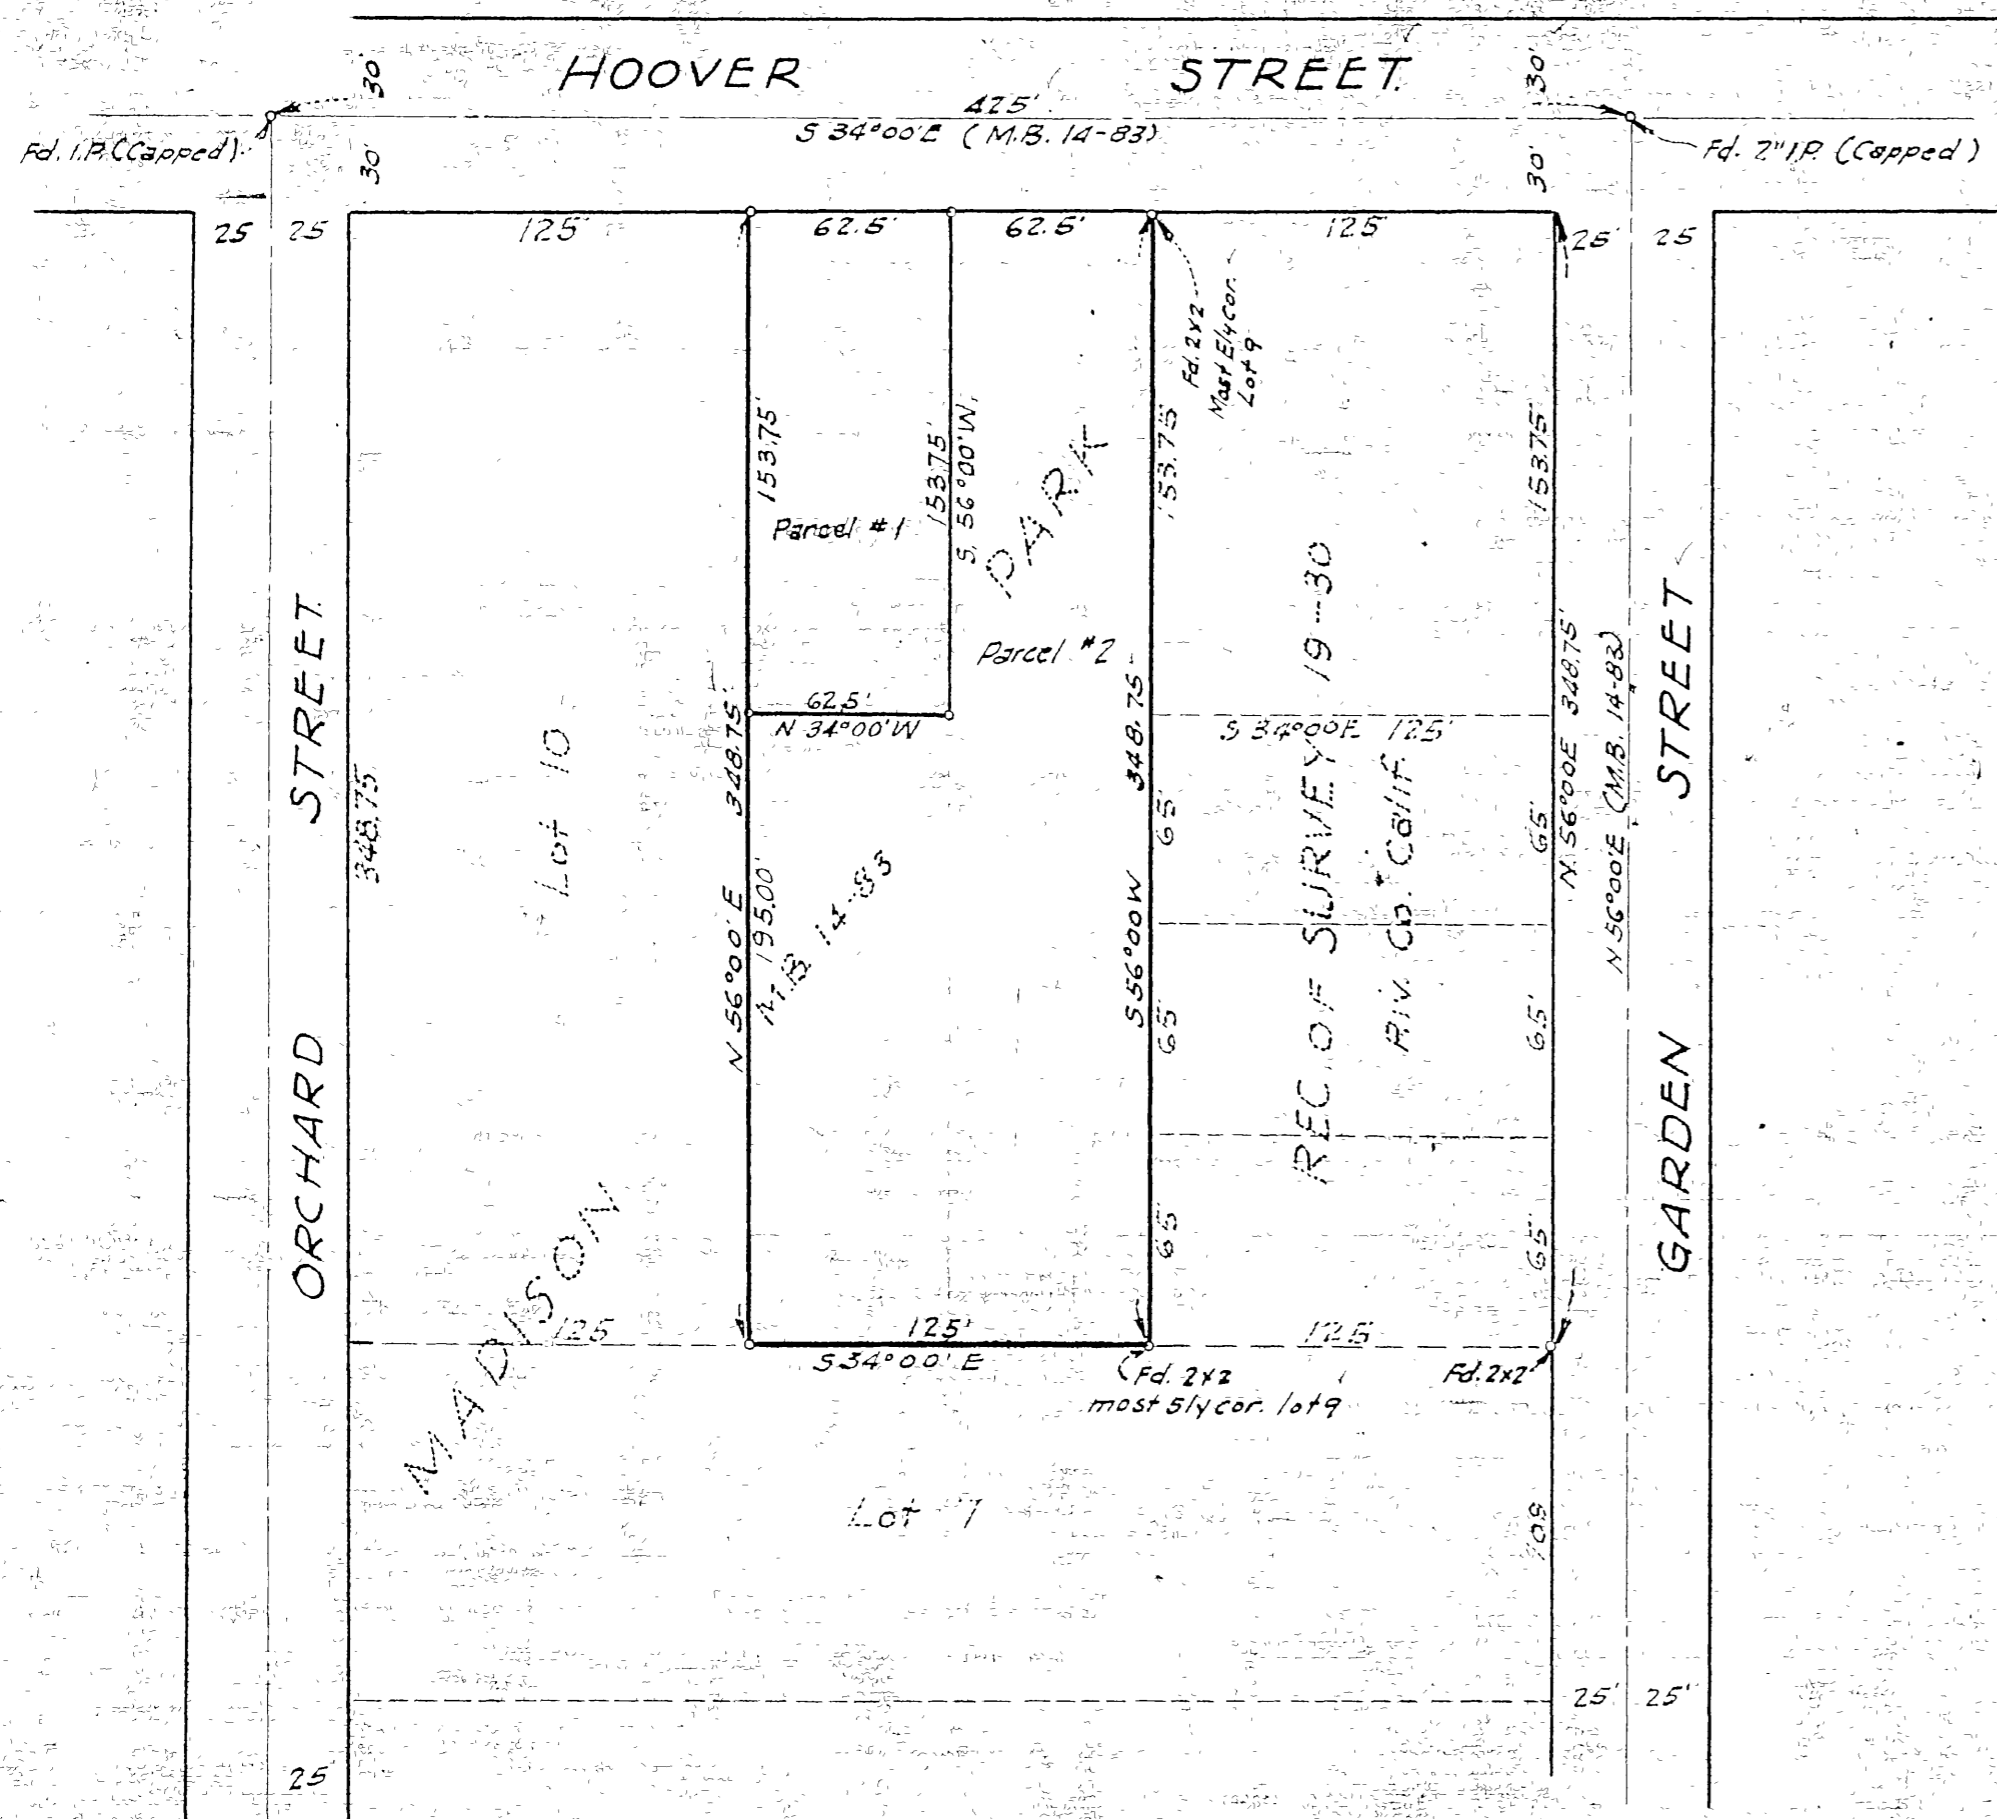 HOOVER STREET.
30'
30'
425'
S 34°00'E (M.B. 14-83)
Fd. I.P. (Capped)
Fd. 2" I.P. (Capped)
30'
30'
25 25
125'
62.5'
62.5'
125'
25' 25
Fd. 2x2
Most E'ly Cor.
Lot 9
153.75'
153.75'
S. 56°00'W.
153.75'
153.75'
Parcel #1
PARK
Parcel #2
62.5'
N 34°00'W
S 34°00'E 125'
ORCHARD STREET.
348.75
Lot 10
N 56°00'E 348.75'
195.00'
M.B. 14-83
S 56°00'W 348.75
65'
65'
65'
REC. OF SURVEY 19-30
Riv. Co. Calif.
65'
65'
65'
N. 56°00'E 348.75'
N 56°00'E (M.B. 14-83)
GARDEN STREET
MADISON
125
125'
S 34°00'E
125
Fd. 2x2
most S'ly cor. lot 9
Fd. 2x2
Lot 7
25' 25'
25